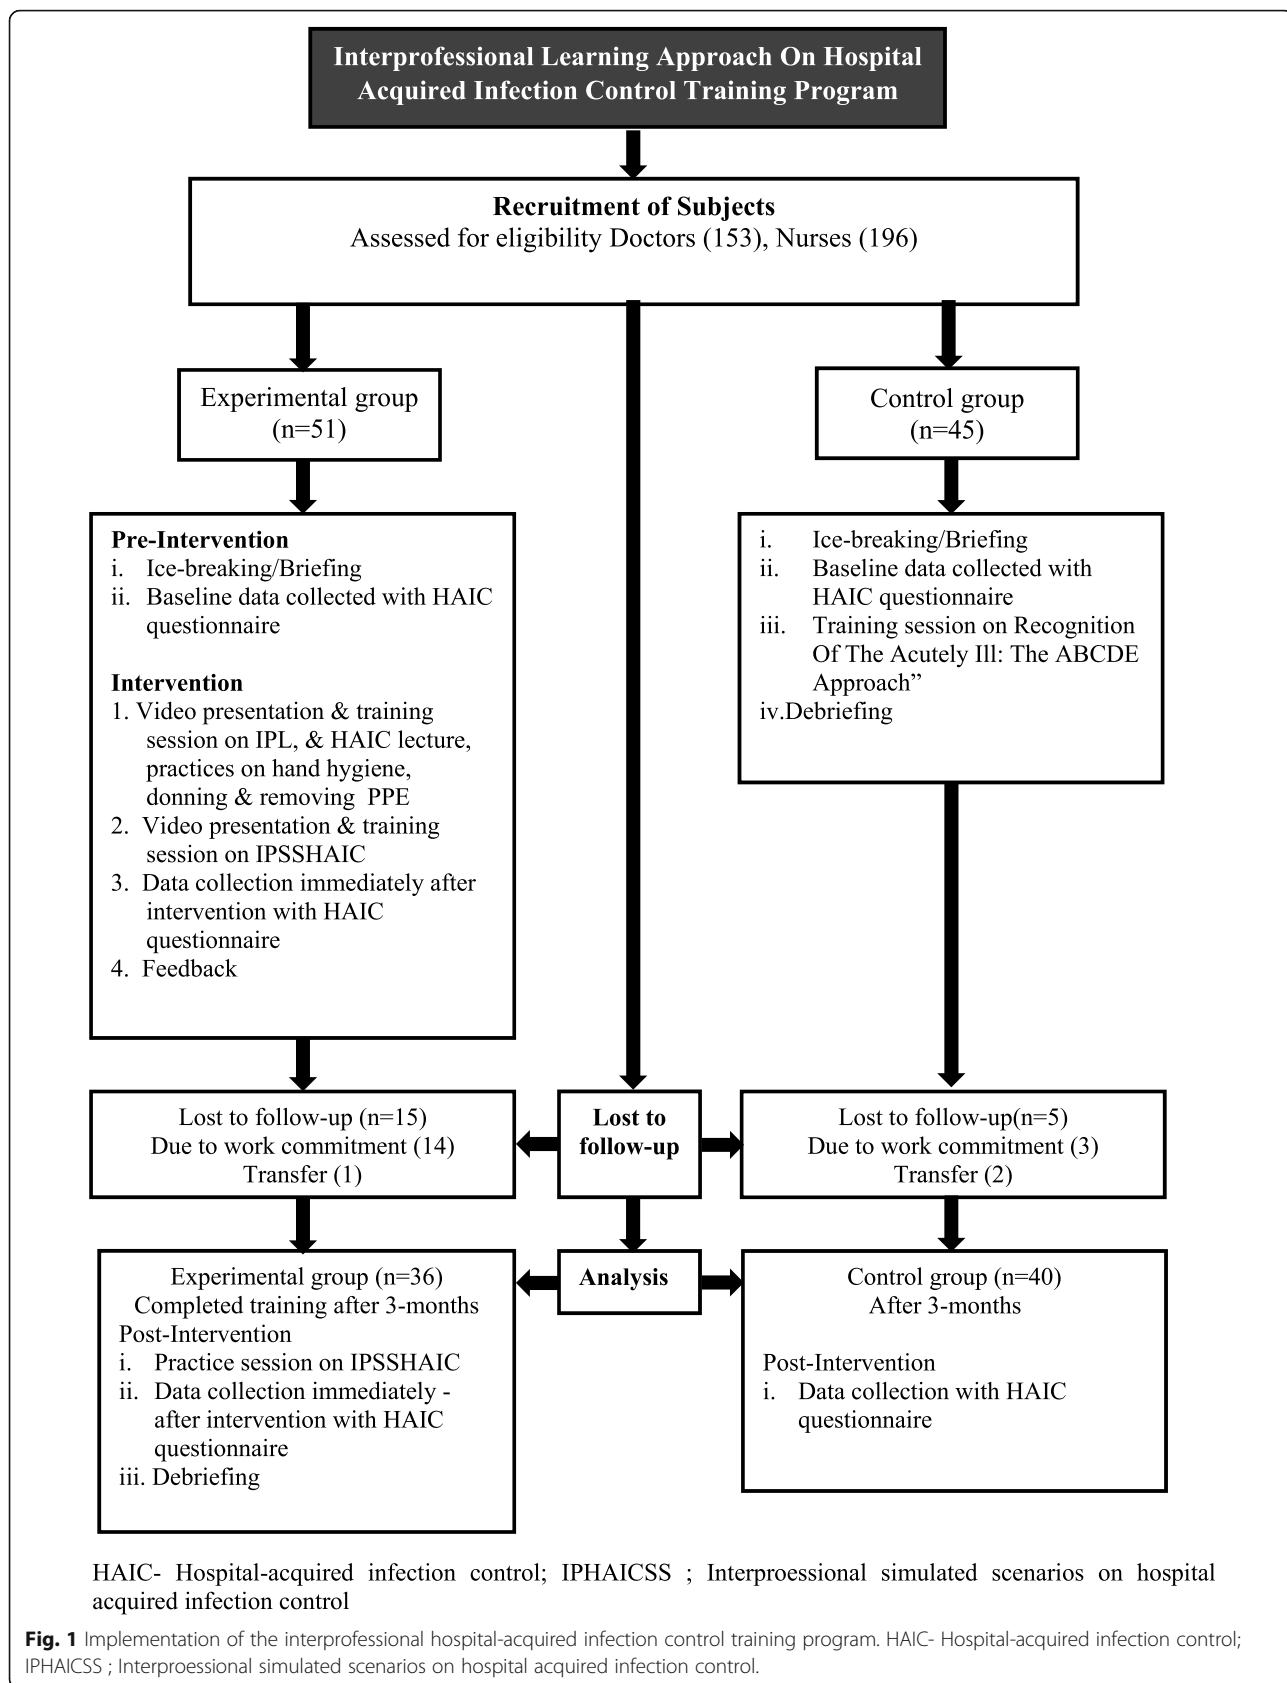 Interprofessional Learning Approach On Hospital
Acquired Infection Control Training Program
Recruitment of Subjects
Assessed for eligibility Doctors (153), Nurses (196)
Experimental group
(n=51)
Control group
(n=45)
Pre-Intervention
i. Ice-breaking/Briefing
ii. Baseline data collected with HAIC
questionnaire
Intervention
1. Video presentation & training
session on IPL, & HAIC lecture,
practices on hand hygiene,
donning & removing PPE
2. Video presentation & training
session on IPSSHAIC
3. Data collection immediately after
intervention with HAIC
questionnaire
4. Feedback
i. Ice-breaking/Briefing
ii. Baseline data collected with
HAIC questionnaire
iii. Training session on Recognition
Of The Acutely Ill: The ABCDE
Approach”
iv.Debriefing
Lost to follow-up (n=15)
Due to work commitment (14)
Transfer (1)
Lost to
follow-up
Lost to follow-up(n=5)
Due to work commitment (3)
Transfer (2)
Experimental group (n=36)
Completed training after 3-months
Post-Intervention
i. Practice session on IPSSHAIC
ii. Data collection immediately -
after intervention with HAIC
questionnaire
iii. Debriefing
Analysis
Control group (n=40)
After 3-months
Post-Intervention
i. Data collection with HAIC
questionnaire
HAIC- Hospital-acquired infection control; IPHAICSS ; Interproessional simulated scenarios on hospital
acquired infection control
Fig. 1 Implementation of the interprofessional hospital-acquired infection control training program. HAIC- Hospital-acquired infection control;
IPHAICSS ; Interproessional simulated scenarios on hospital acquired infection control.